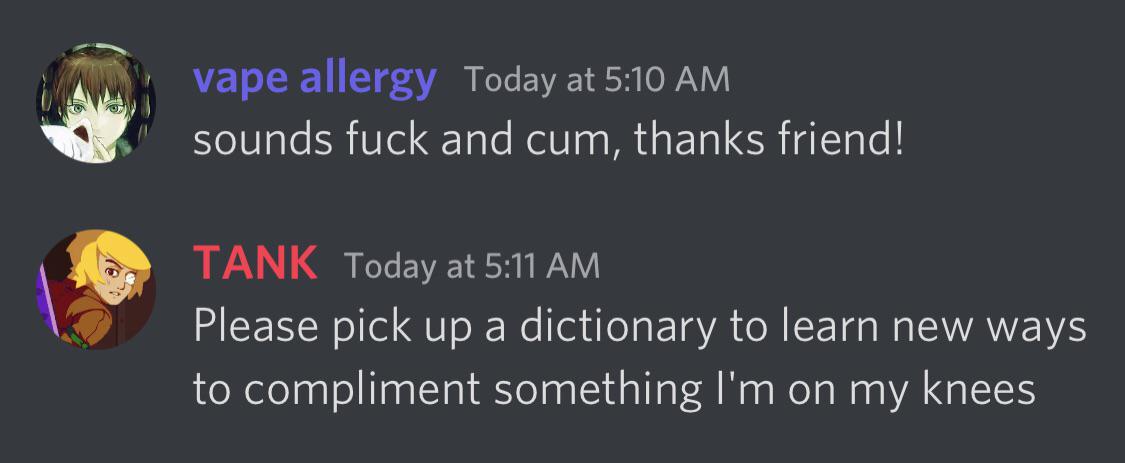 vape allergy Today at 5:10 AM
sounds fuck and cum, thanks friend!
TANK Today at 5:11 AM
Please pick up a dictionary to learn new ways
to compliment something I'm on my knees